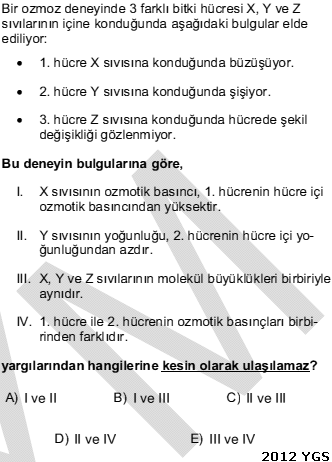 Bir ozmoz deneyinde 3 farklı bitki hücresi X, Y ve Z
sıvılarının içine konduğunda aşağıdaki bulgular elde
ediliyor:
• 1. hücre X sıvısına konduğunda büzüşüyor.
• 2. hücre Y sıvısına konduğunda şişiyor.
• 3. hücre Z sıvısına konduğunda hücrede şekil
değişikliği gözlenmiyor.
Bu deneyin bulgularına göre,
I. X sıvısının ozmotik basıncı, 1. hücrenin hücre içi
ozmotik basıncından yüksektir.
II. Y sıvısının yoğunluğu, 2. hücrenin hücre içi yo-
ğunluğundan azdır.
III. X, Y ve Z sıvılarının molekül büyüklükleri birbiriyle
aynıdır.
IV. 1. hücre ile 2. hücrenin ozmotik basınçları birbi-
rinden farklıdır.
yargılarından hangilerine kesin olarak ulaşılamaz?
A) I ve II B) I ve III C) II ve III
D) II ve IV E) III ve IV
2012 YGS